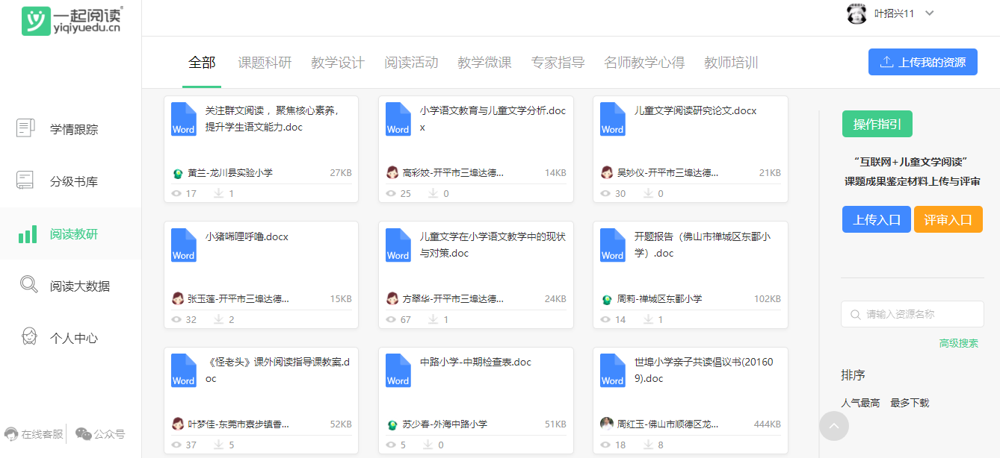 一起阅读
yiqiyuedu.cn
叶招兴11
全部 课题科研 教学设计 阅读活动 教学微课 专家指导 名师教学心得 教师培训
上传我的资源
学情跟踪
分级书库
阅读教研
阅读大数据
个人中心
在线客服 公众号
Word
关注群文阅读 ，聚焦核心素养，
提升学生语文能力.doc
黄兰-龙川县实验小学 27KB
17 1
Word
小学语文教育与儿童文学分析.doc
x
高彩姣-开平市三埠达德... 14KB
25 0
Word
儿童文学阅读研究论文.docx
吴妙仪-开平市三埠达德... 21KB
30 0
Word
小猪唏哩呼噜.docx
张玉莲-开平市三埠达德... 15KB
32 2
Word
儿童文学在小学语文教学中的现状
与对策.doc
方翠华-开平市三埠达德... 24KB
67 1
Word
开题报告（佛山市禅城区东鄱小
学）.doc
周莉-禅城区东鄱小学 102KB
14 1
Word
《怪老头》课外阅读指导课教案.d
oc
叶梦佳-东莞市寮步镇香... 52KB
37 5
Word
中路小学-中期检查表.doc
苏少春-外海中路小学 51KB
5 0
Word
世埠小学亲子共读倡议书(20160
9).doc
周红玉-佛山市顺德区龙... 444KB
18 8
操作指引
“互联网+儿童文学阅读”
课题成果鉴定材料上传与评审
上传入口 评审入口
请输入资源名称
高级搜索
排序
人气最高 最多下载